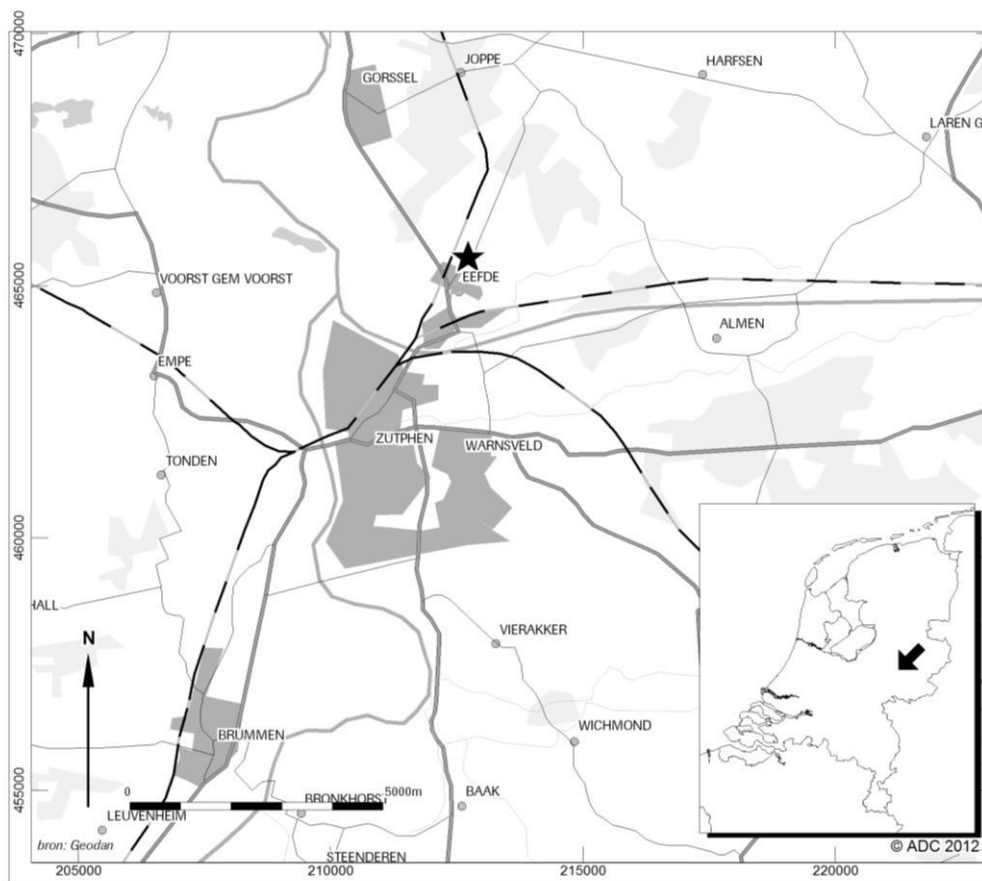 470000
JOPPE
HARFSEN
GORSSEL
LAREN G
EEFDE
VOORST GEM VOORST
465000
ALMEN
EMPE
ZUTPHEN
WARNSVELD
TONDEN
460000
HALL
N
VIERAKKER
WICHMOND
BRUMMEN
455000
0
5000m
BRONKHORST
BAAK
LEUVENHEIM
bron: Geodan
STEENDEREN
© ADC 2012
205000
210000
215000
220000